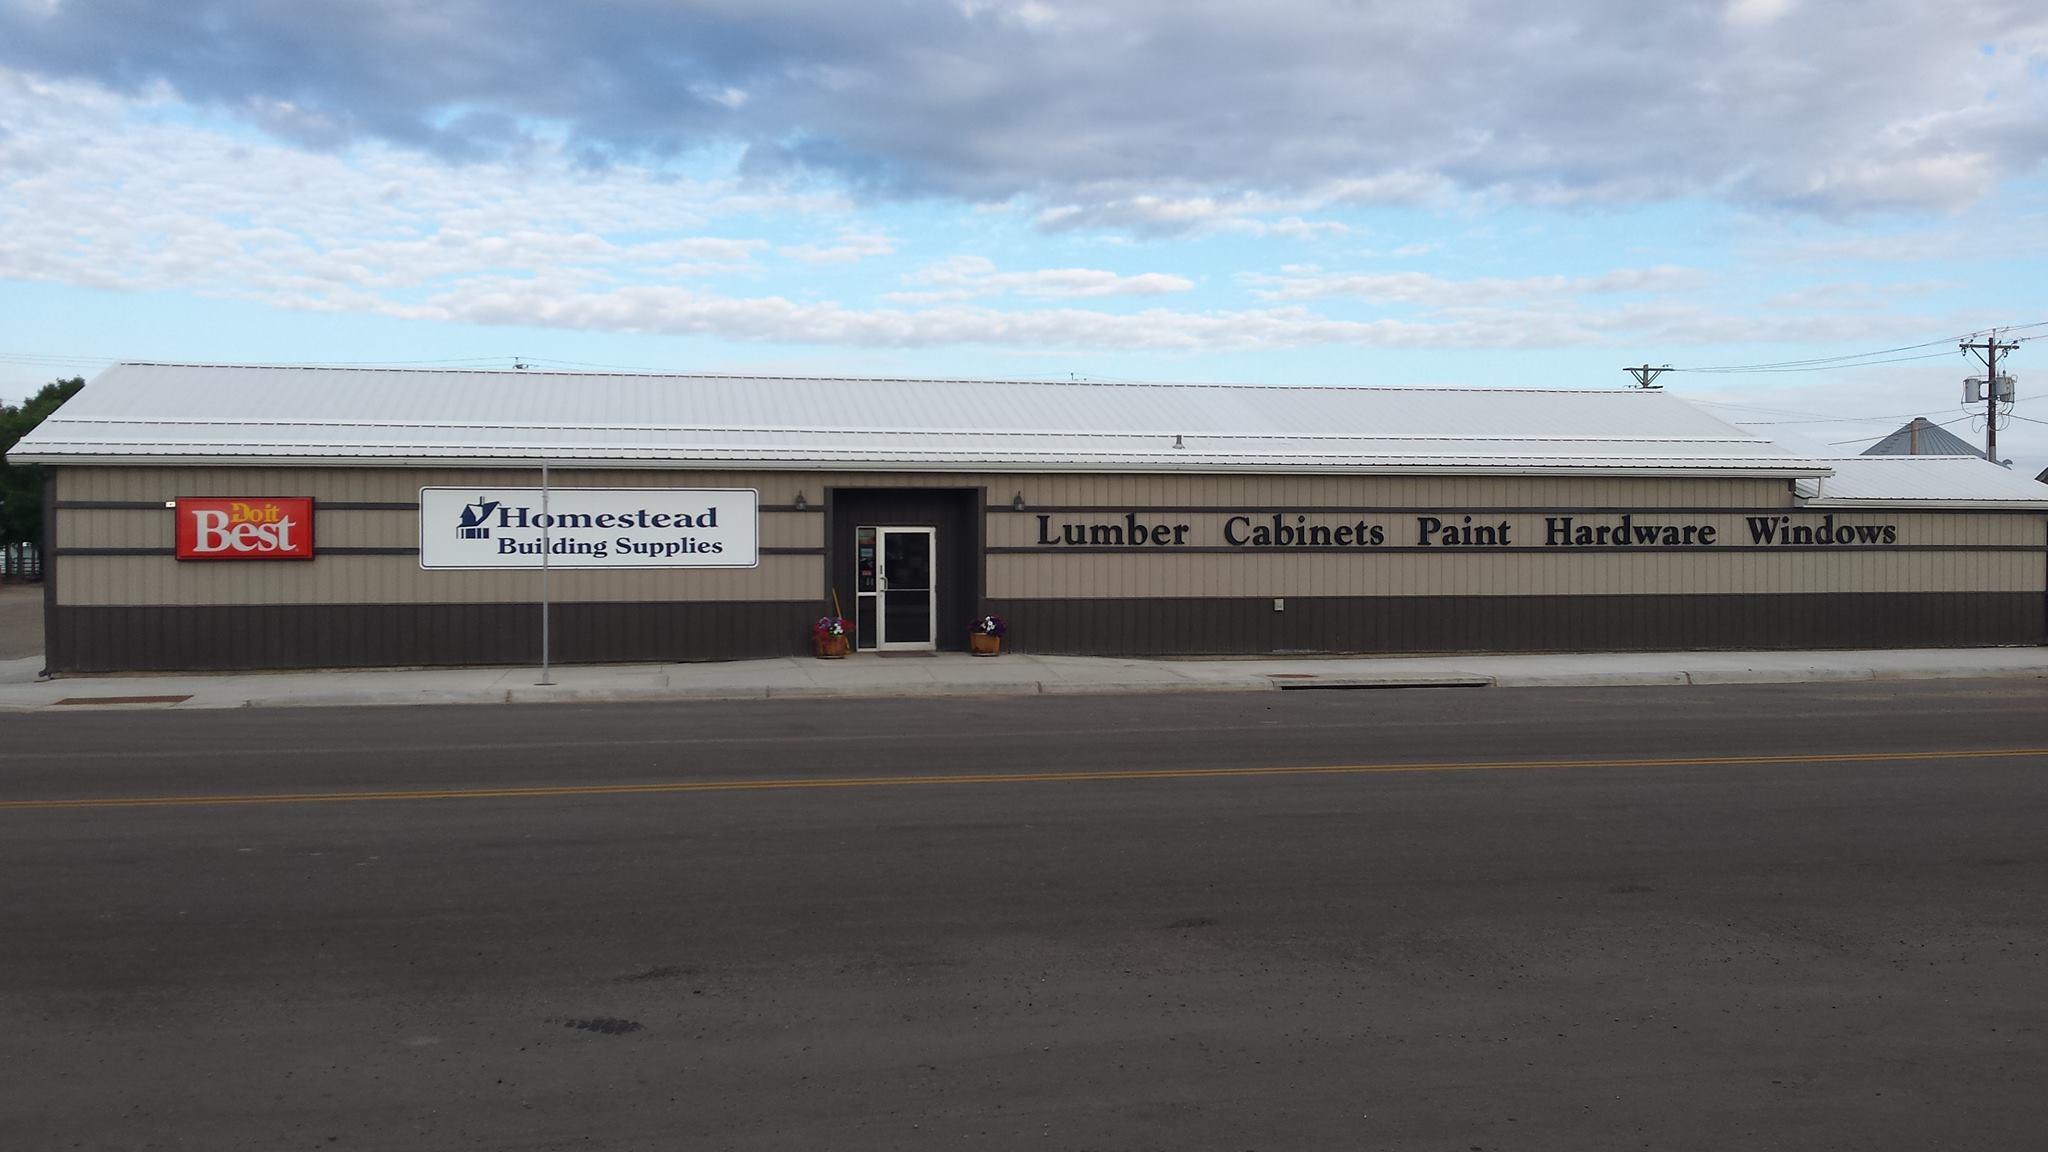 Do it
Best
Homestead
Building Supplies
Lumber Cabinets Paint Hardware Windows